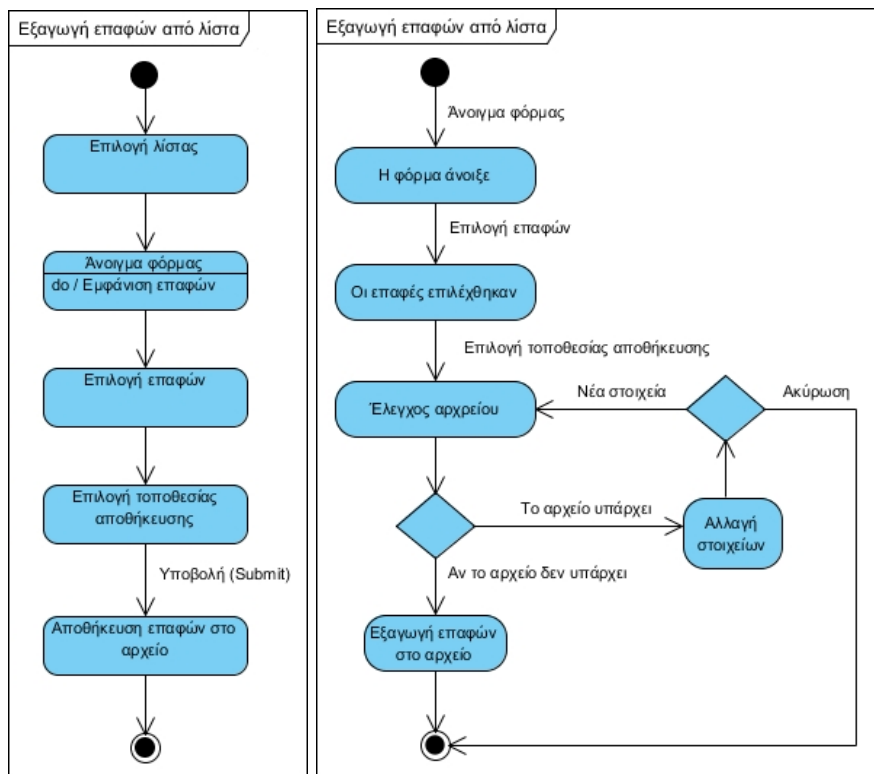 Εξαγωγή επαφών από λίστα
Επιλογή λίστας
Άνοιγμα φόρμας
do / Εμφάνιση επαφών
Επιλογή επαφών
Επιλογή τοποθεσίας
αποθήκευσης
Υποβολή (Submit)
Αποθήκευση επαφών στο
αρχείο
Εξαγωγή επαφών από λίστα
Άνοιγμα φόρμας
Η φόρμα άνοιξε
Επιλογή επαφών
Οι επαφές επιλέχθηκαν
Επιλογή τοποθεσίας αποθήκευσης
Έλεγχος αρχρείου
Νέα στοιχεία
Ακύρωση
Το αρχείο υπάρχει
Αλλαγή
στοιχείων
Αν το αρχείο δεν υπάρχει
Εξαγωγή επαφών
στο αρχείο